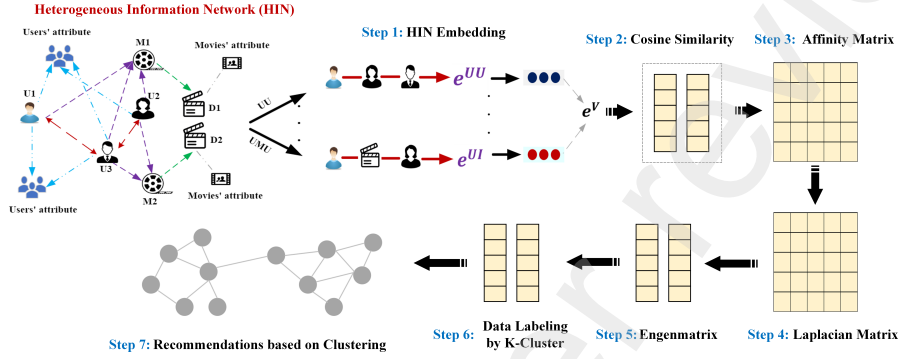 Heterogeneous Information Network (HIN)
Users' attribute
M1
Movies' attribute
U1
U2
D1
D2
U3
M2
Users' attribute
Movies' attribute
UU
UMU
Step 1: HIN Embedding
e^UU
e^UI
e^V
Step 2: Cosine Similarity
Step 3: Affinity Matrix
Step 4: Laplacian Matrix
Step 5: Engenmatrix
Step 6: Data Labeling
by K-Cluster
Step 7: Recommendations based on Clustering
er review